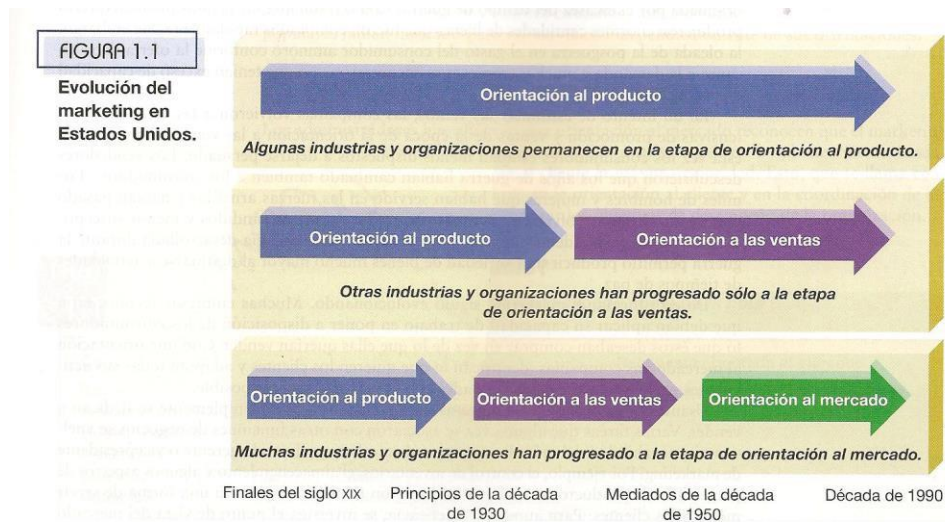 FIGURA 1.1
Evolución del
marketing en
Estados Unidos.
Orientación al producto
Algunas industrias y organizaciones permanecen en la etapa de orientación al producto.
Orientación al producto
Orientación a las ventas
Otras industrias y organizaciones han progresado sólo a la etapa
de orientación a las ventas.
Orientación al producto
Orientación a las ventas
Orientación al mercado
Muchas industrias y organizaciones han progresado a la etapa de orientación al mercado.
Finales del siglo XIX
Principios de la década
de 1930
Mediados de la década
de 1950
Década de 1990